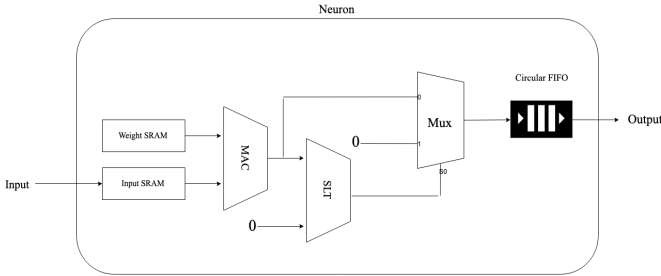 Neuron
Circular FIFO
0
Mux
Output
Weight SRAM
0
1
MAC
S0
SLT
Input
Input SRAM
0